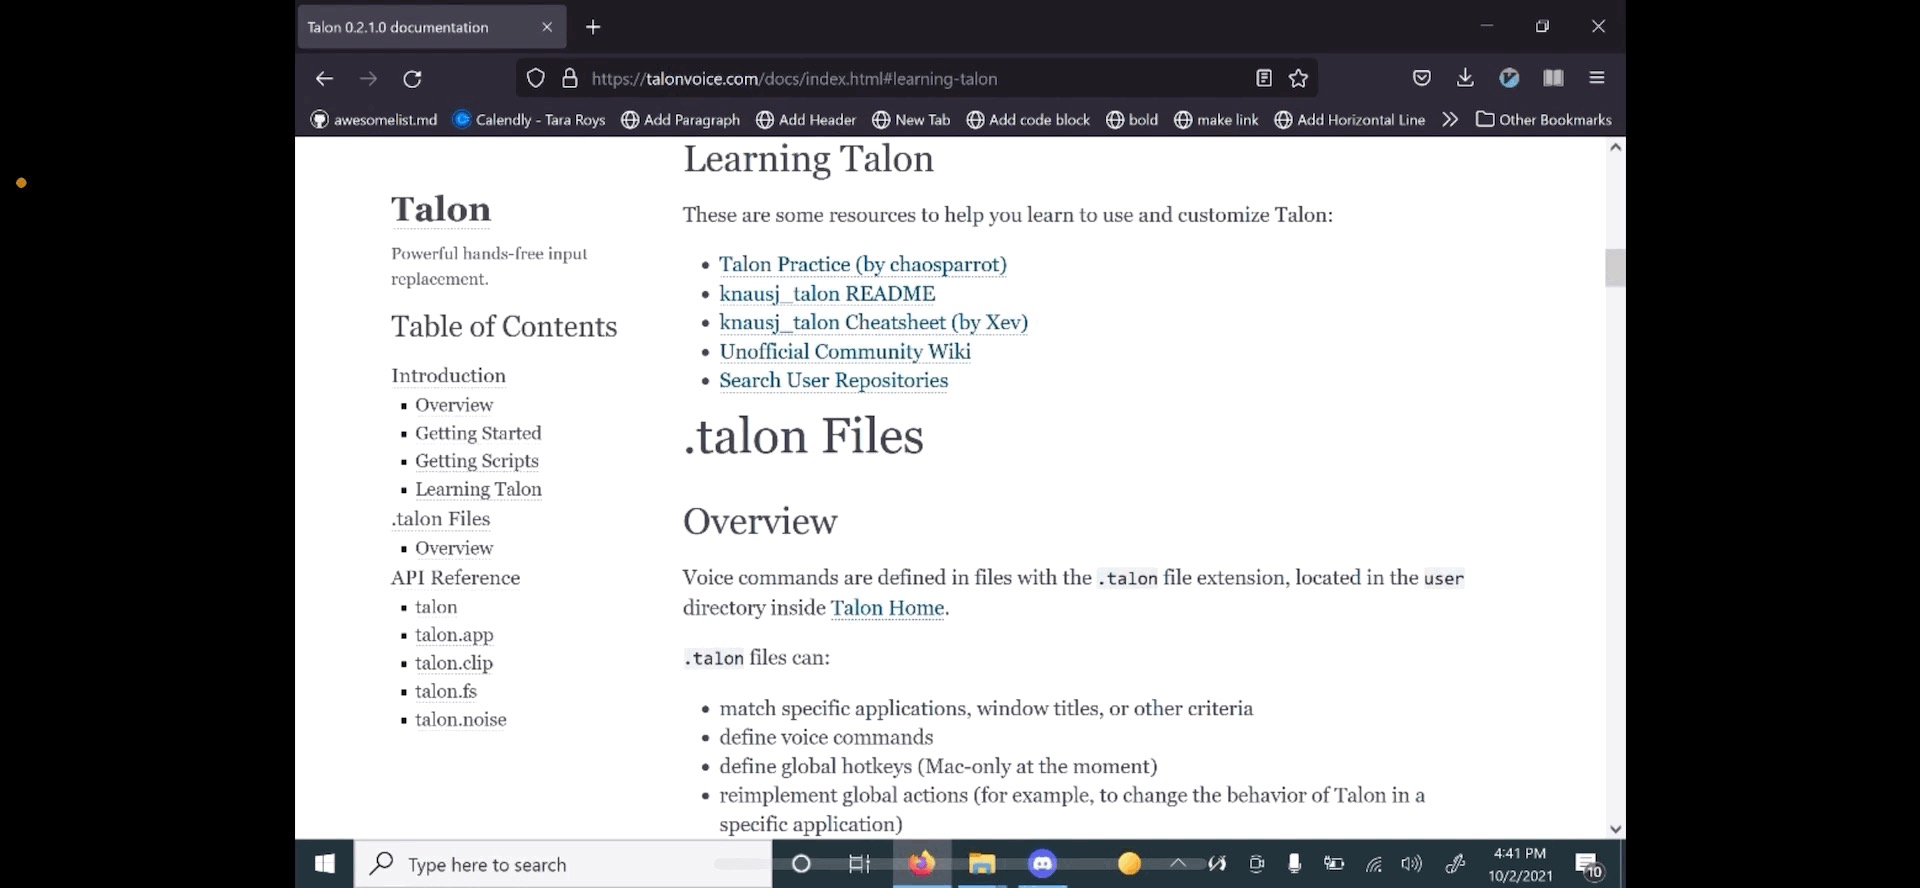 Talon 0.2.1.0 documentation
https://talonvoice.com/docs/index.html#learning-talon
awesomelist.md Calendly - Tara Roys Add Paragraph Add Header New Tab Add code block bold make link Add Horizontal Line Other Bookmarks
Talon
Powerful hands-free input
replacement.
Table of Contents
Introduction
Overview
Getting Started
Getting Scripts
Learning Talon
.talon Files
Overview
API Reference
talon
talon.app
talon.clip
talon.fs
talon.noise
Learning Talon
These are some resources to help you learn to use and customize Talon:
Talon Practice (by chaosparrot)
knausj_talon README
knausj_talon Cheatsheet (by Xev)
Unofficial Community Wiki
Search User Repositories
.talon Files
Overview
Voice commands are defined in files with the .talon file extension, located in the user
directory inside Talon Home.
.talon files can:
match specific applications, window titles, or other criteria
define voice commands
define global hotkeys (Mac-only at the moment)
reimplement global actions (for example, to change the behavior of Talon in a
specific application)
Type here to search
4:41 PM
10/2/2021
10